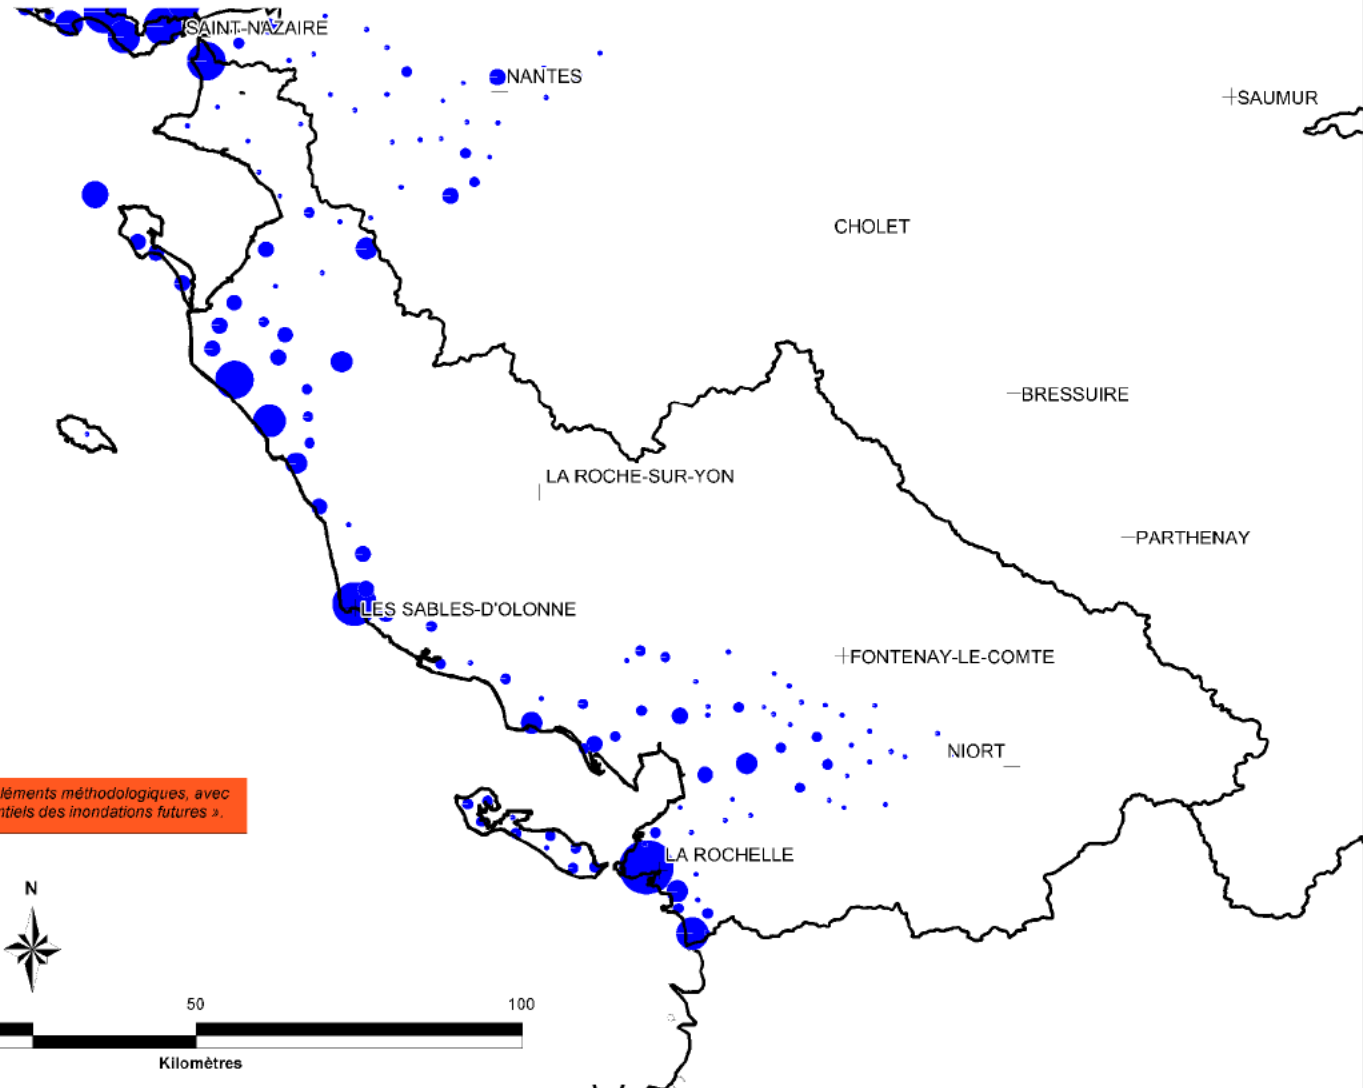 SAINT-NAZAIRE
NANTES
SAUMUR
CHOLET
BRESSUIRE
LA ROCHE-SUR-YON
PARTHENAY
LES SABLES-D'OLONNE
FONTENAY-LE-COMTE
NIORT
léments méthodologiques, avec
ntiels des inondations futures ».
LA ROCHELLE
N
50 100
Kilomètres